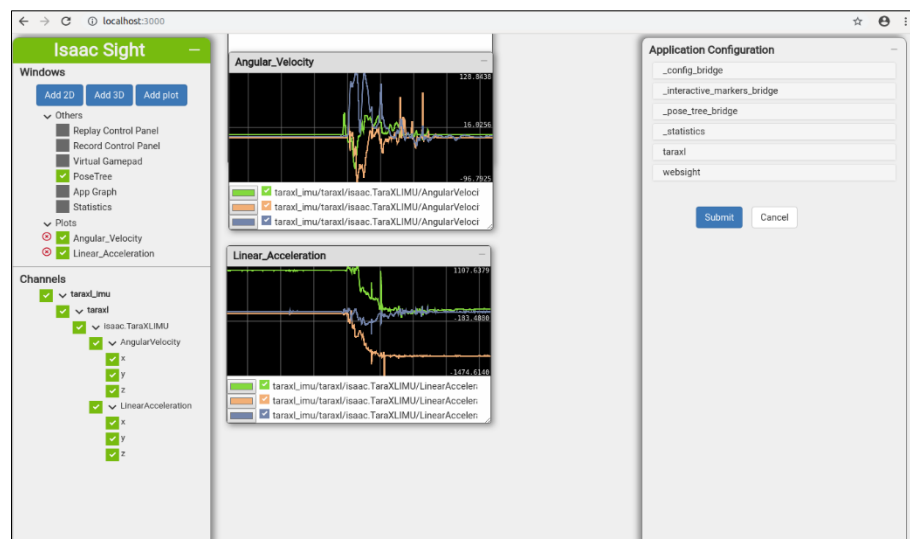 localhost:3000
Isaac Sight
Windows
Add 2D Add 3D Add plot
Others
Replay Control Panel
Record Control Panel
Virtual Gamepad
PoseTree
App Graph
Statistics
Plots
Angular_Velocity
Linear_Acceleration
Channels
taraxl_imu
taraxl
isaac.TaraXLIMU
AngularVelocity
x
y
z
LinearAcceleration
x
y
z
Angular_Velocity
128.8438
16.0256
-96.7925
taraxl_imu/taraxl/isaac.TaraXLIMU/AngularVeloci
taraxl_imu/taraxl/isaac.TaraXLIMU/AngularVeloci
taraxl_imu/taraxl/isaac.TaraXLIMU/AngularVeloci
Linear_Acceleration
1107.6379
-183.4880
-1474.6140
taraxl_imu/taraxl/isaac.TaraXLIMU/LinearAcceler
taraxl_imu/taraxl/isaac.TaraXLIMU/LinearAcceler
taraxl_imu/taraxl/isaac.TaraXLIMU/LinearAcceler
Application Configuration
_config_bridge
_interactive_markers_bridge
_pose_tree_bridge
_statistics
taraxl
websight
Submit Cancel